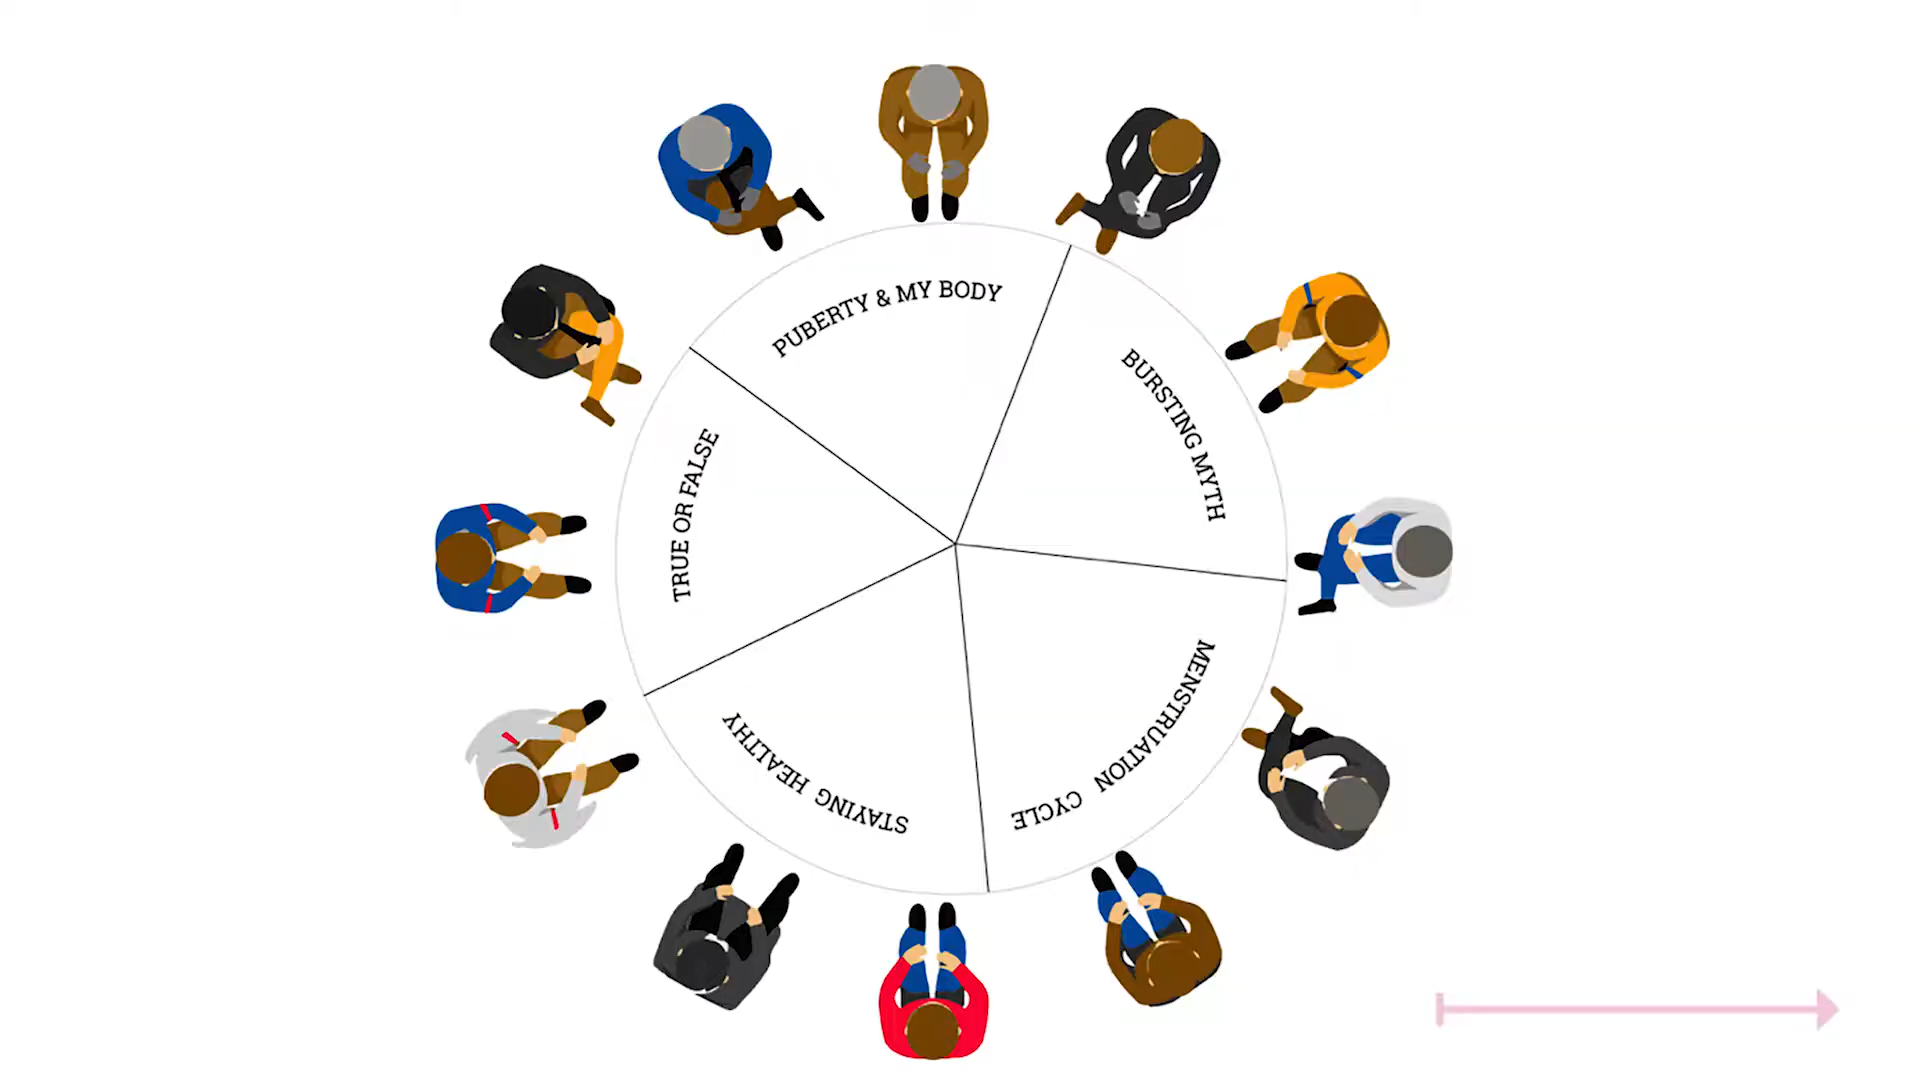 PUBERTY & MY BODY
BURSTING MYTH
MENSTRUATION CYCLE
STAYING HEALTHY
TRUE OR FALSE